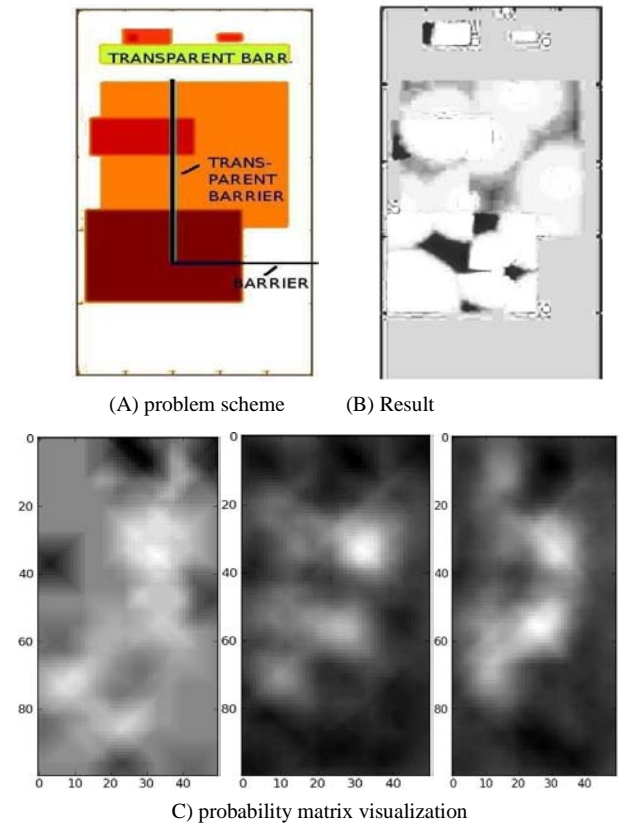 TRANSPARENT BARR.
TRANS-
PARENT
BARRIER
BARRIER
(A) problem scheme
(B) Result
0
20
40
60
80
0 10 20 30 40
0
20
40
60
80
0 10 20 30 40
0
20
40
60
80
0 10 20 30 40
C) probability matrix visualization